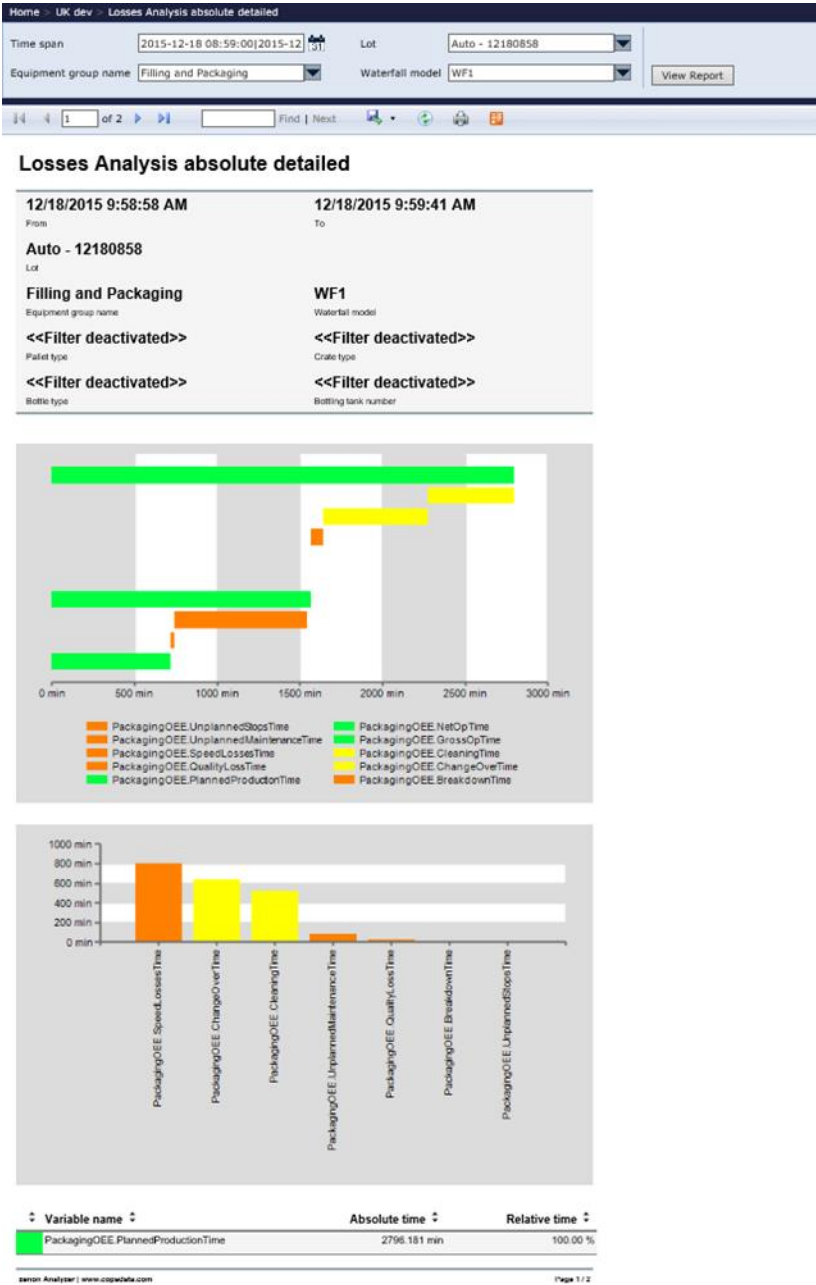 Home > UK dev > Losses Analysis absolute detailed
Time span 2015-12-18 08:59:00|2015-12 31 Lot Auto - 12180858
Equipment group name Filling and Packaging Waterfall model WF1 View Report
1 of 2 Find | Next
Losses Analysis absolute detailed
12/18/2015 9:58:58 AM 12/18/2015 9:59:41 AM
From To
Auto - 12180858
Lot
Filling and Packaging WF1
Equipment group name Waterfall model
<<Filter deactivated>> <<Filter deactivated>>
Pallet type Crate type
<<Filter deactivated>> <<Filter deactivated>>
Bottle type Botting tank number
0 min 500 min 1000 min 1500 min 2000 min 2500 min 3000 min
PackagingOEE.UnplannedStopsTime PackagingOEE.NetOpTime
PackagingOEE.UnplannedMaintenanceTime PackagingOEE.GrossOpTime
PackagingOEE.SpeedLossesTime PackagingOEE.CleaningTime
PackagingOEE.QualityLossTime PackagingOEE.ChangeOverTime
PackagingOEE.PlannedProductionTime PackagingOEE.BreakdownTime
1000 min
800 min
600 min
400 min
200 min
0 min
PackagingOEE.SpeedLossesTime
PackagingOEE.ChangeOverTime
PackagingOEE.CleaningTime
PackagingOEE.UnplannedMaintenanceTime
PackagingOEE.QualityLossTime
PackagingOEE.BreakdownTime
PackagingOEE.UnplannedStopsTime
Variable name Absolute time Relative time
PackagingOEE.PlannedProductionTime 2796.181 min 100.00 %
zenon Analyzer | www.copadata.com Page 1 / 2